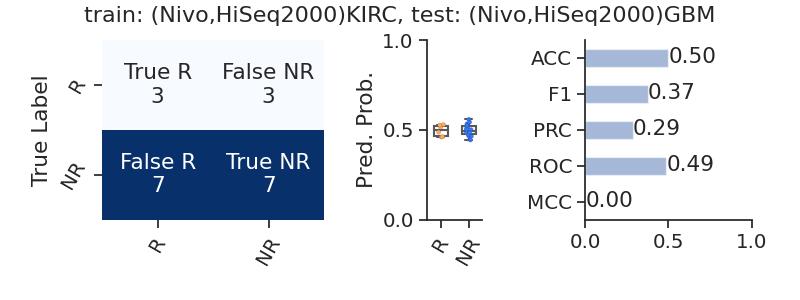 train: (Nivo,HiSeq2000)KIRC, test: (Nivo,HiSeq2000)GBM
True Label
R
NR
True R
3
False NR
3
False R
7
True NR
7
R
NR
Pred. Prob.
1.0
0.5
0.0
R
NR
ACC
0.50
F1
0.37
PRC
0.29
ROC
0.49
MCC
0.00
0.0
0.5
1.0